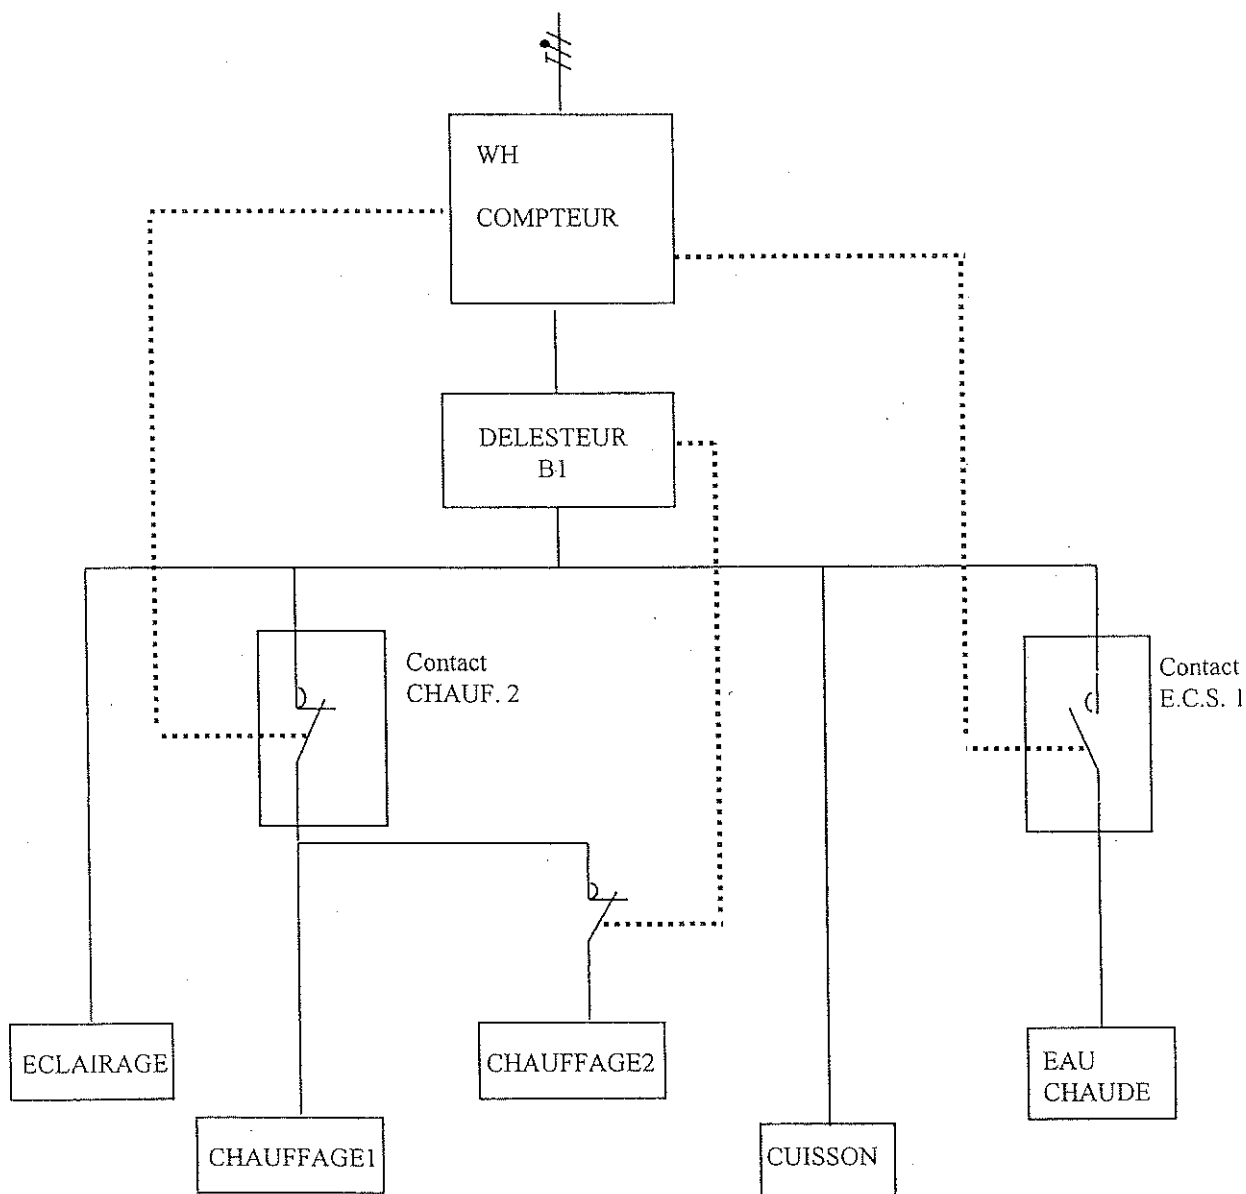 WH
COMPTEUR
DELESTEUR
B1
Contact
CHAUF. 2
Contact
E.C.S. 1
ECLAIRAGE
CHAUFFAGE2
EAU
CHAUDE
CHAUFFAGE1
CUISSON